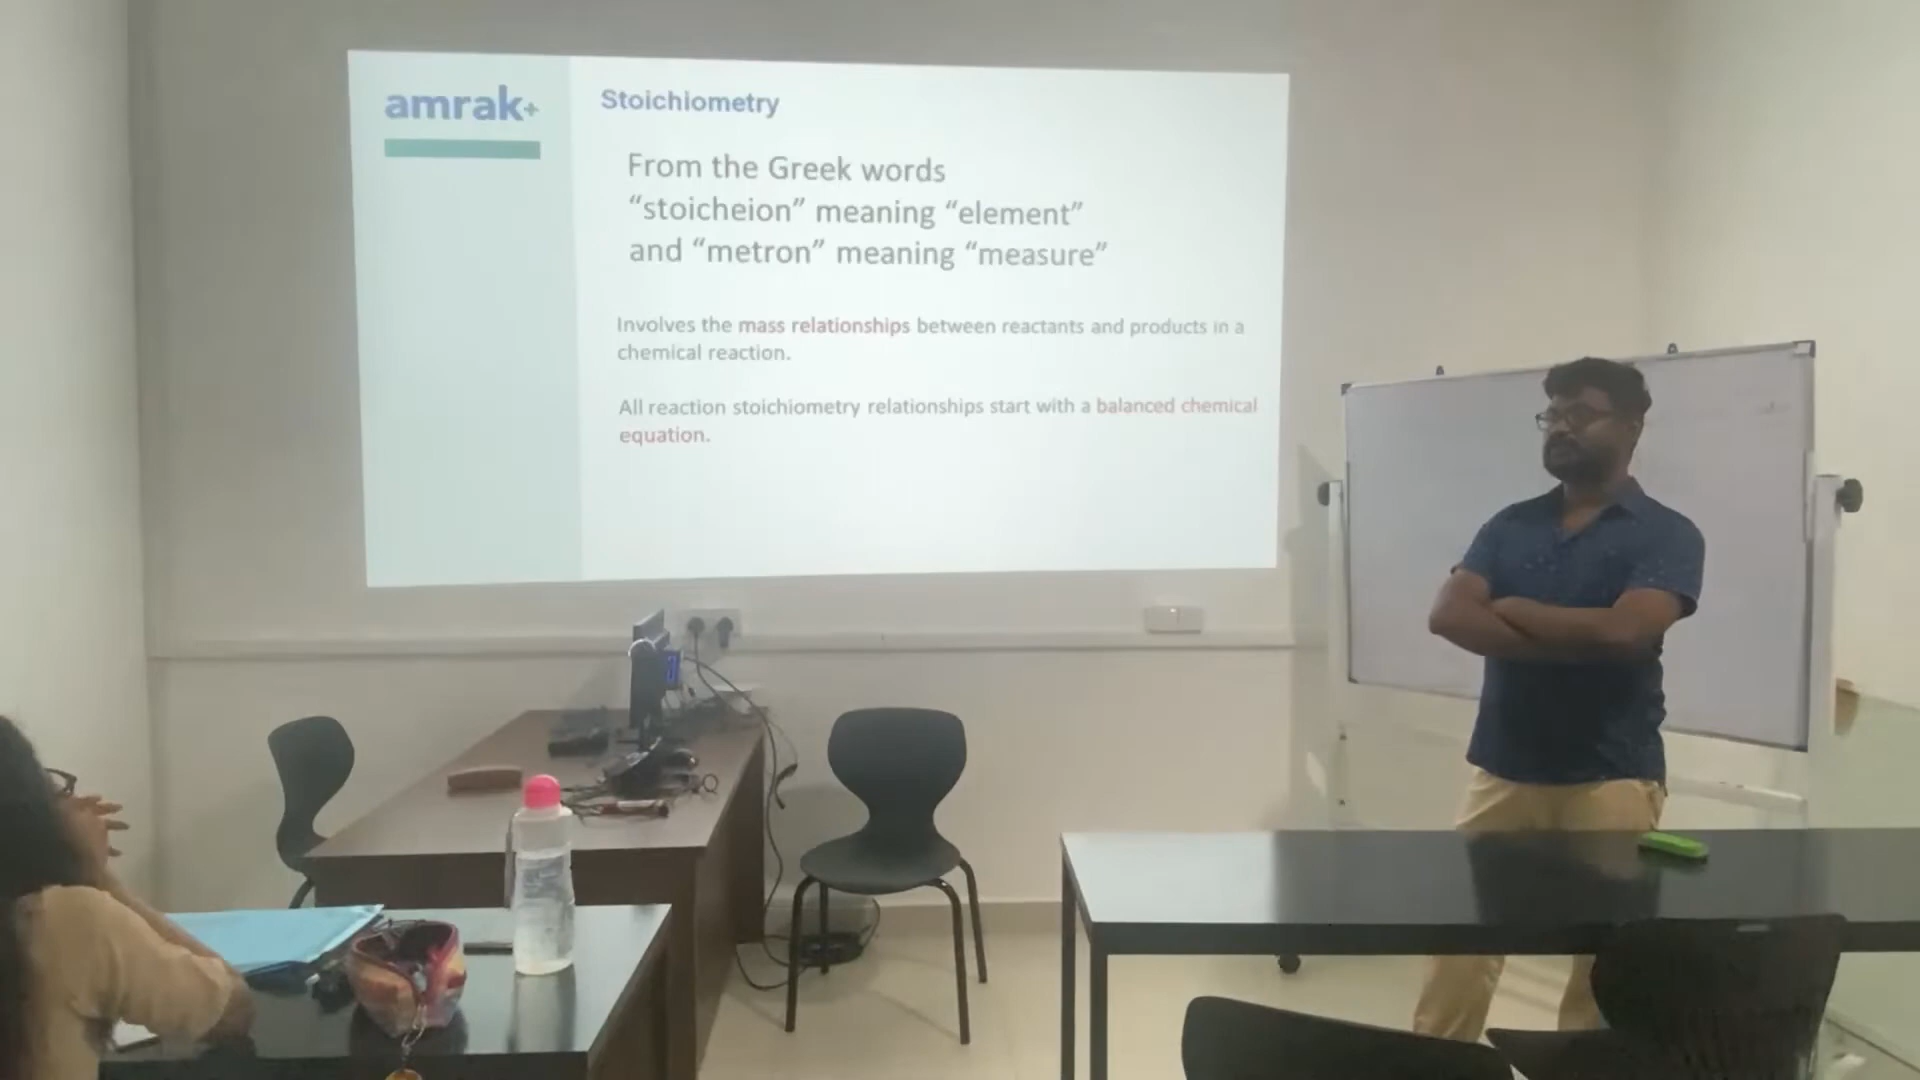 amrak+
Stoichiometry
From the Greek words
“stoicheion” meaning “element”
and “metron” meaning “measure”
Involves the mass relationships between reactants and products in a
chemical reaction.
All reaction stoichiometry relationships start with a balanced chemical
equation.